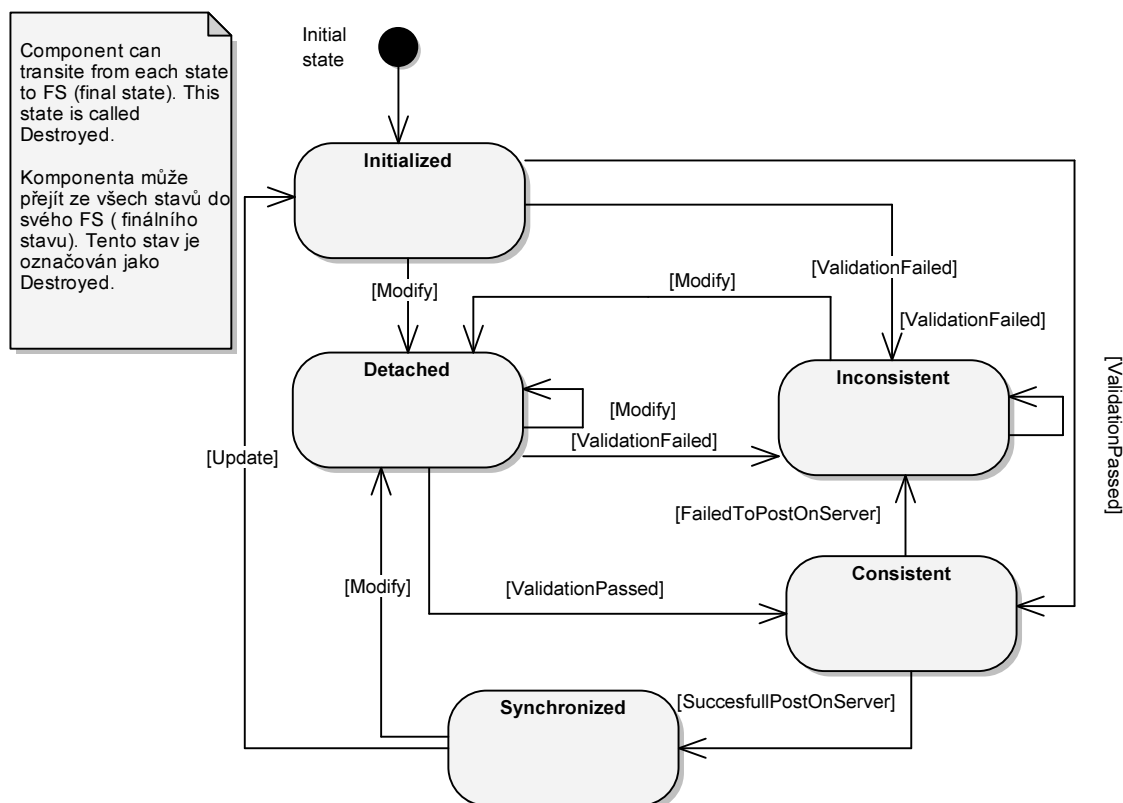 Component can
transite from each state
to FS (final state). This
state is called
Destroyed.
Komponenta může
přejít ze všech stavů do
svého FS ( finálního
stavu). Tento stav je
označován jako
Destroyed.
Initial
state
Initialized
[ValidationFailed]
[Modify]
[Modify]
[ValidationFailed]
Detached
Inconsistent
[ValidationPassed]
[Modify]
[ValidationFailed]
[Update]
[FailedToPostOnServer]
Consistent
[Modify]
[ValidationPassed]
Synchronized
[SuccesfullPostOnServer]